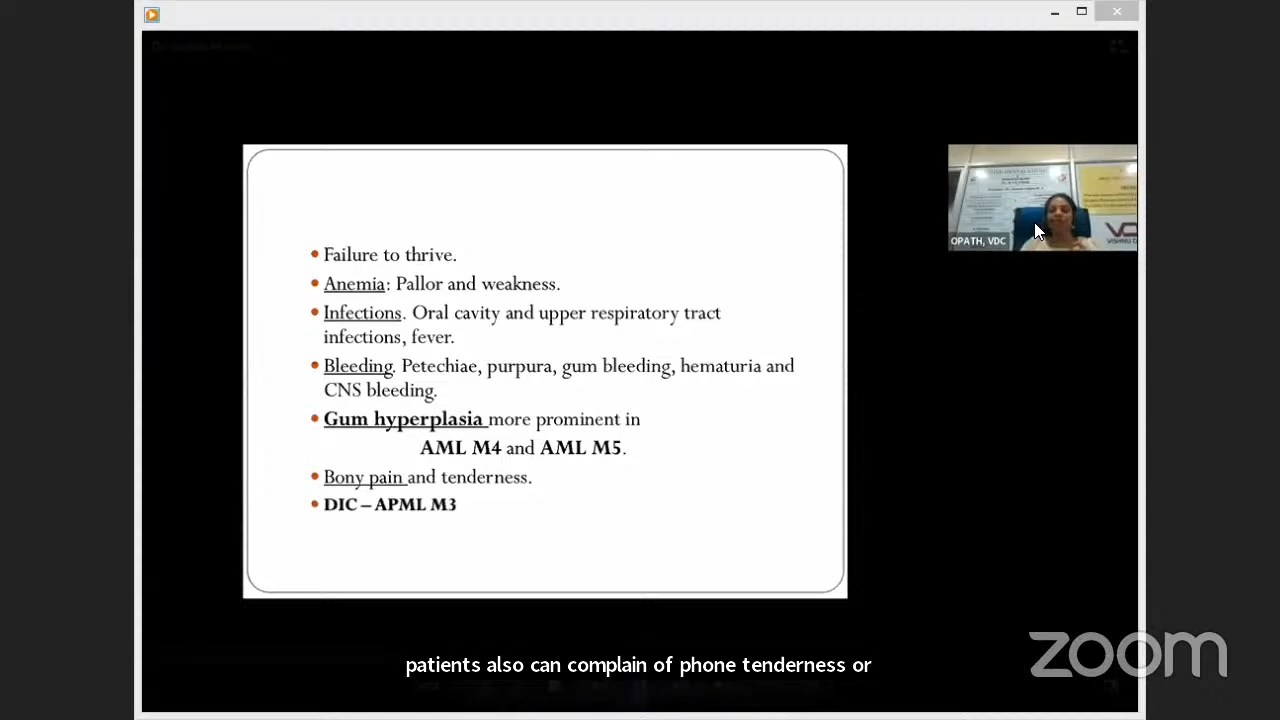 • Failure to thrive.
• Anemia: Pallor and weakness.
• Infections. Oral cavity and upper respiratory tract
infections, fever.
• Bleeding. Petechiae, purpura, gum bleeding, hematuria and
CNS bleeding.
• Gum hyperplasia more prominent in
AML M4 and AML M5.
• Bony pain and tenderness.
• DIC – APML M3
OPATH, VDC
patients also can complain of phone tenderness or
zoom